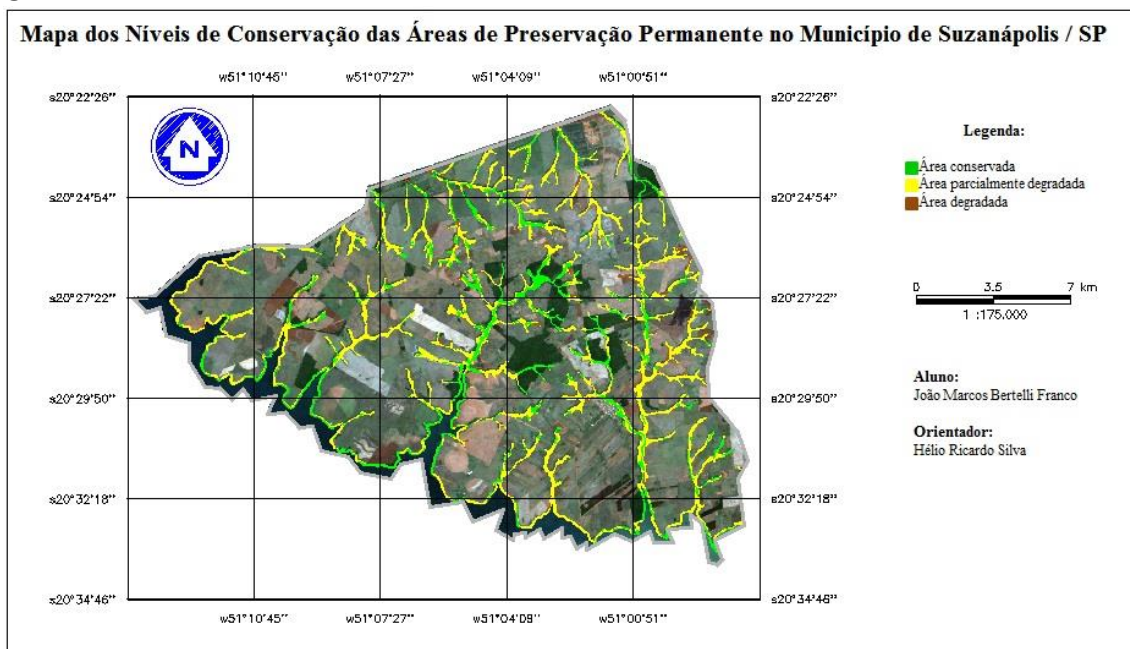 Mapa dos Níveis de Conservação das Áreas de Preservação Permanente no Município de Suzanápolis / SP
w51°10'45'' w51°07'27'' w51°04'09'' w51°00'51''
s20°22'26'' s20°22'26''
N
Legenda:
Área conservada
Área parcialmente degradada
Área degradada
s20°24'54'' s20°24'54''
s20°27'22'' s20°27'22''
0 3.5 7 km
1 :175.000
Aluno:
João Marcos Bertelli Franco
s20°29'50'' s20°29'50''
Orientador:
Hélio Ricardo Silva
s20°32'18'' s20°32'18''
s20°34'46'' s20°34'46''
w51°10'45'' w51°07'27'' w51°04'09'' w51°00'51''